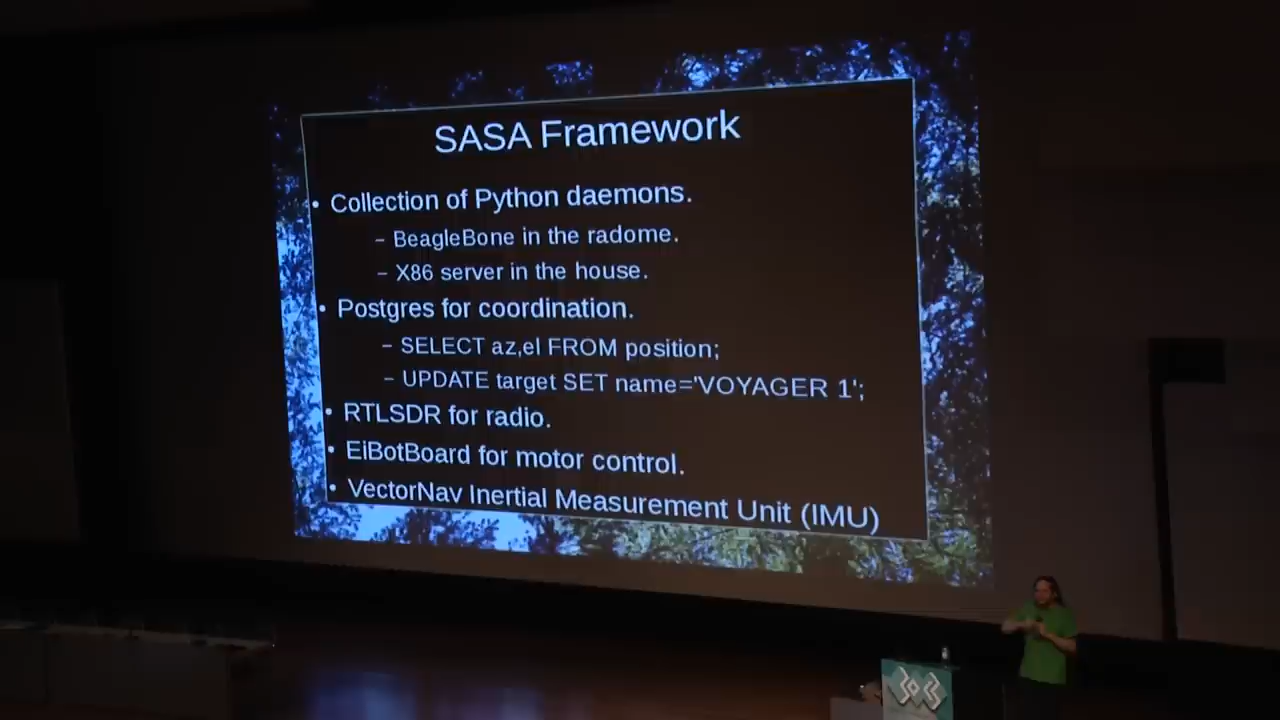 SASA Framework
• Collection of Python daemons.
– BeagleBone in the radome.
– X86 server in the house.
• Postgres for coordination.
– SELECT az,el FROM position;
– UPDATE target SET name='VOYAGER 1';
• RTLSDR for radio.
• EiBotBoard for motor control.
• VectorNav Inertial Measurement Unit (IMU)